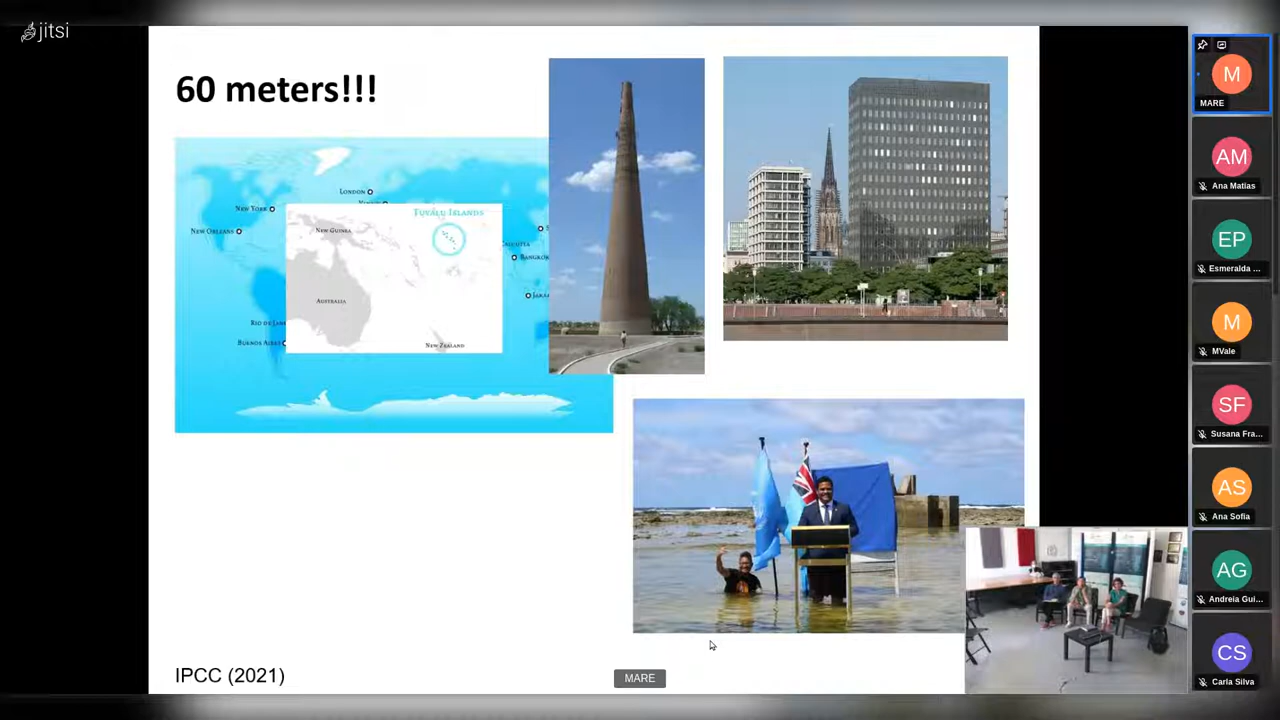 jitsi
60 meters!!!
LONDON
NEW YORK
NEW ORLEANS
TUVALU ISLANDS
NEW GUINEA
AUSTRALIA
NEW ZEALAND
BANGKOK
RIO DE JANE
BUENOS AIRES
IPCC (2021)
MARE
M
MARE
AM
Ana Matias
EP
Esmeralda ...
M
MVale
SF
Susana Fra...
AS
Ana Sofia
AG
Andreia Gui...
CS
Carla Silva